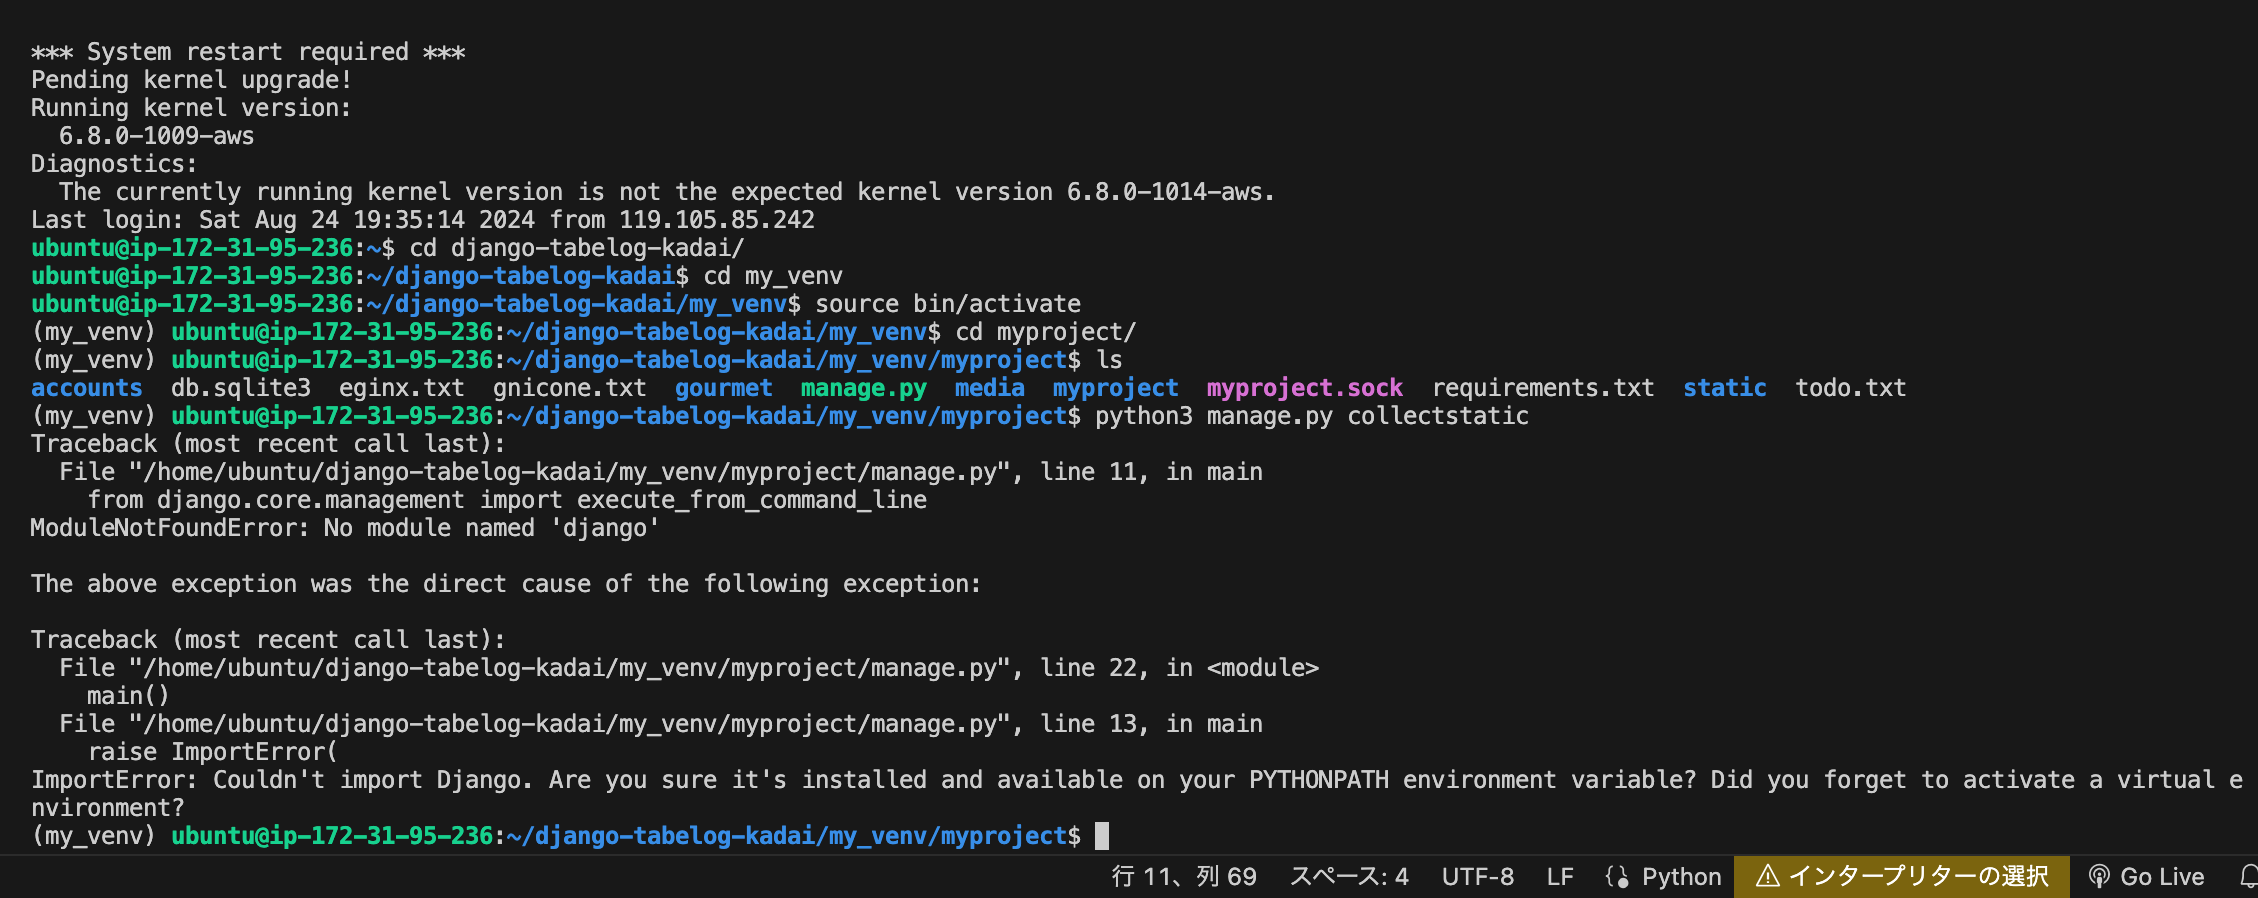 *** System restart required ***
Pending kernel upgrade!
Running kernel version:
  6.8.0-1009-aws
Diagnostics:
  The currently running kernel version is not the expected kernel version 6.8.0-1014-aws.
Last login: Sat Aug 24 19:35:14 2024 from 119.105.85.242
ubuntu@ip-172-31-95-236:~$ cd django-tabelog-kadai/
ubuntu@ip-172-31-95-236:~/django-tabelog-kadai$ cd my_venv
ubuntu@ip-172-31-95-236:~/django-tabelog-kadai/my_venv$ source bin/activate
(my_venv) ubuntu@ip-172-31-95-236:~/django-tabelog-kadai/my_venv$ cd myproject/
(my_venv) ubuntu@ip-172-31-95-236:~/django-tabelog-kadai/my_venv/myproject$ ls
accounts  db.sqlite3  eginx.txt  gnicone.txt  gourmet  manage.py  media  myproject  myproject.sock  requirements.txt  static  todo.txt
(my_venv) ubuntu@ip-172-31-95-236:~/django-tabelog-kadai/my_venv/myproject$ python3 manage.py collectstatic
Traceback (most recent call last):
  File "/home/ubuntu/django-tabelog-kadai/my_venv/myproject/manage.py", line 11, in main
    from django.core.management import execute_from_command_line
ModuleNotFoundError: No module named 'django'

The above exception was the direct cause of the following exception:

Traceback (most recent call last):
  File "/home/ubuntu/django-tabelog-kadai/my_venv/myproject/manage.py", line 22, in <module>
    main()
  File "/home/ubuntu/django-tabelog-kadai/my_venv/myproject/manage.py", line 13, in main
    raise ImportError(
ImportError: Couldn't import Django. Are you sure it's installed and available on your PYTHONPATH environment variable? Did you forget to activate a virtual e
nvironment?
(my_venv) ubuntu@ip-172-31-95-236:~/django-tabelog-kadai/my_venv/myproject$
行 11、列 69  スペース: 4  UTF-8  LF  Python  インタープリターの選択  Go Live